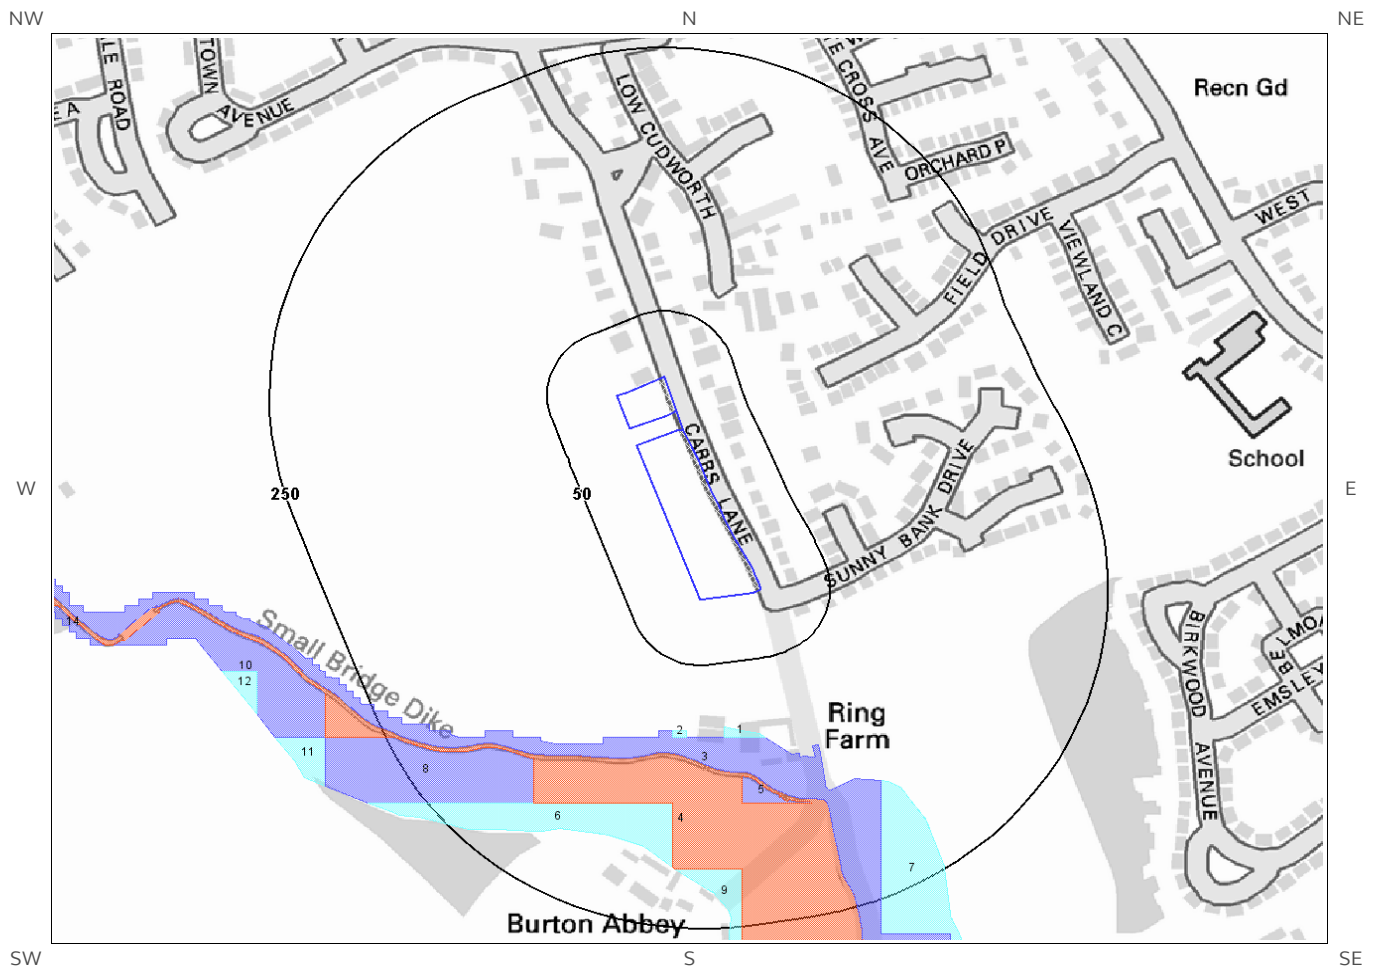 NW
N
NE
LE ROAD
TOWN
AVENUE
E A
LOW CUDWORTH
E CROSS AVE
ORCHARD P
Recn Gd
WEST
FIELD DRIVE
VIEWLAND C
School
CARRS LANE
W
250
50
E
SUNNY BANK DRIVE
Small Bridge Dike
14
10
12
11
8
6
2
1
3
5
4
9
7
Ring
Farm
BIRKWOOD AVENUE
BELMO
EMSLEY
Burton Abbey
SW
S
SE